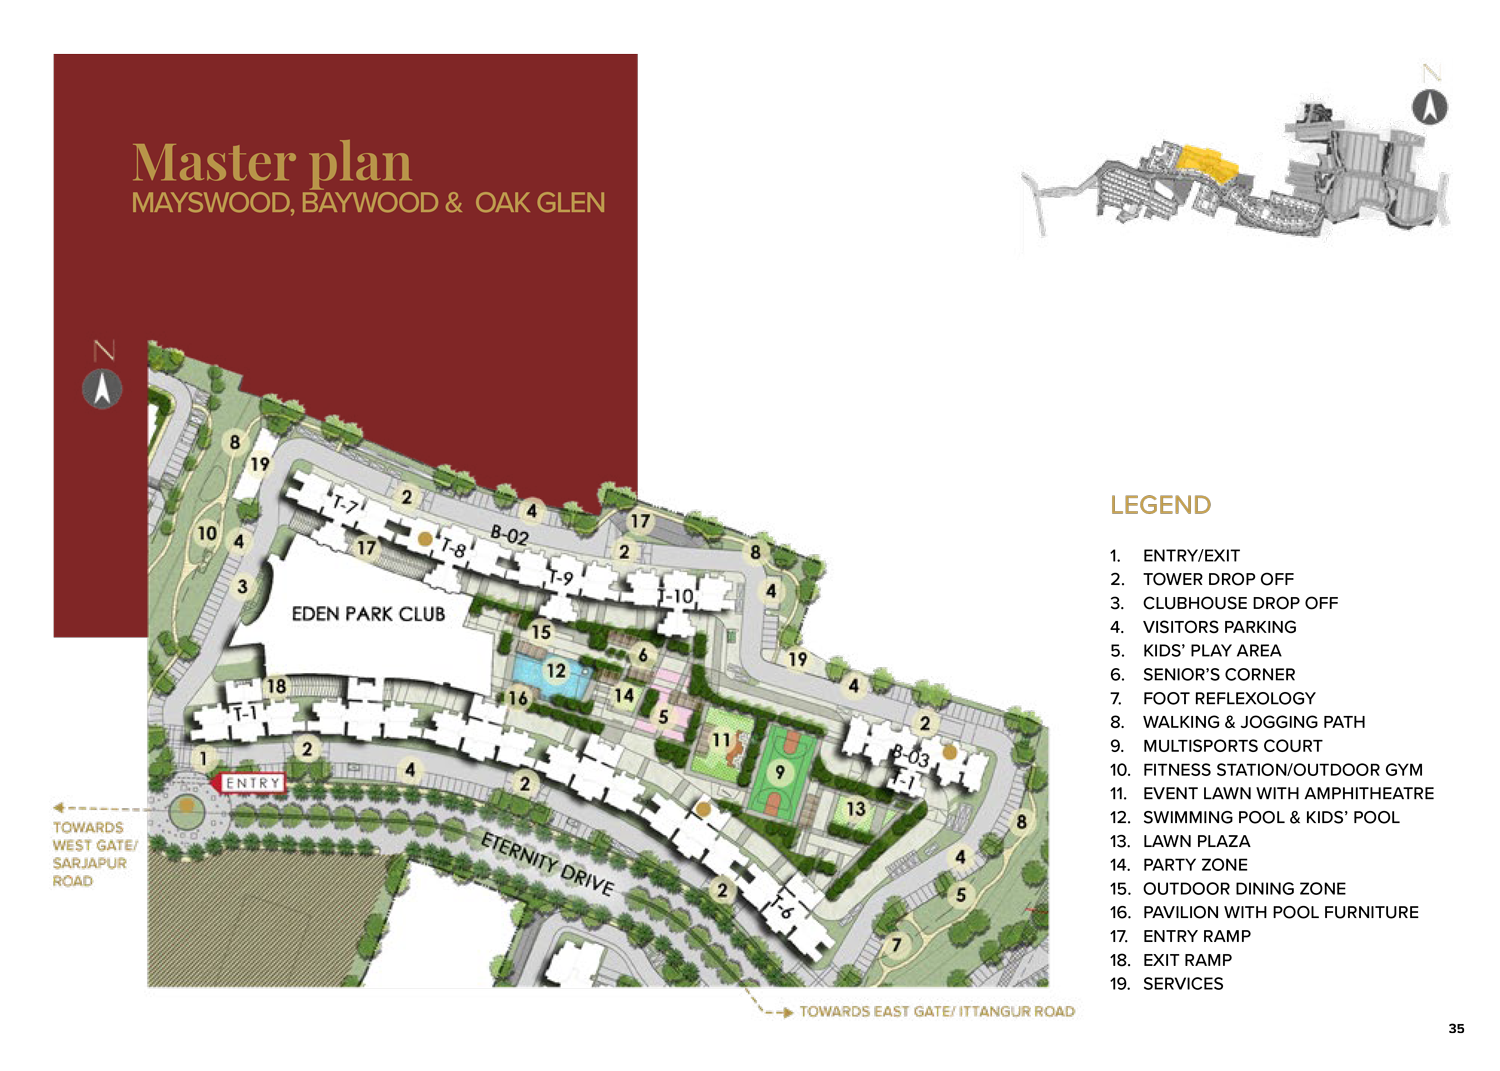 Master plan
MAYSWOOD, BAYWOOD & OAK GLEN
N
N
8
19
2
T-7
4
10
4
17
T-8
B-02
17
2
8
3
T-9
4
T-10
EDEN PARK CLUB
15
6
19
12
18
16
14
4
T-1
5
2
1
2
11
B-03
ENTRY
4
9
T-1
2
13
8
TOWARDS
WEST GATE/
SARJAPUR
ROAD
ETERNITY DRIVE
4
2
5
T-6
7
TOWARDS EAST GATE/ ITTANGUR ROAD
LEGEND
1. ENTRY/EXIT
2. TOWER DROP OFF
3. CLUBHOUSE DROP OFF
4. VISITORS PARKING
5. KIDS’ PLAY AREA
6. SENIOR’S CORNER
7. FOOT REFLEXOLOGY
8. WALKING & JOGGING PATH
9. MULTISPORTS COURT
10. FITNESS STATION/OUTDOOR GYM
11. EVENT LAWN WITH AMPHITHEATRE
12. SWIMMING POOL & KIDS’ POOL
13. LAWN PLAZA
14. PARTY ZONE
15. OUTDOOR DINING ZONE
16. PAVILION WITH POOL FURNITURE
17. ENTRY RAMP
18. EXIT RAMP
19. SERVICES
35